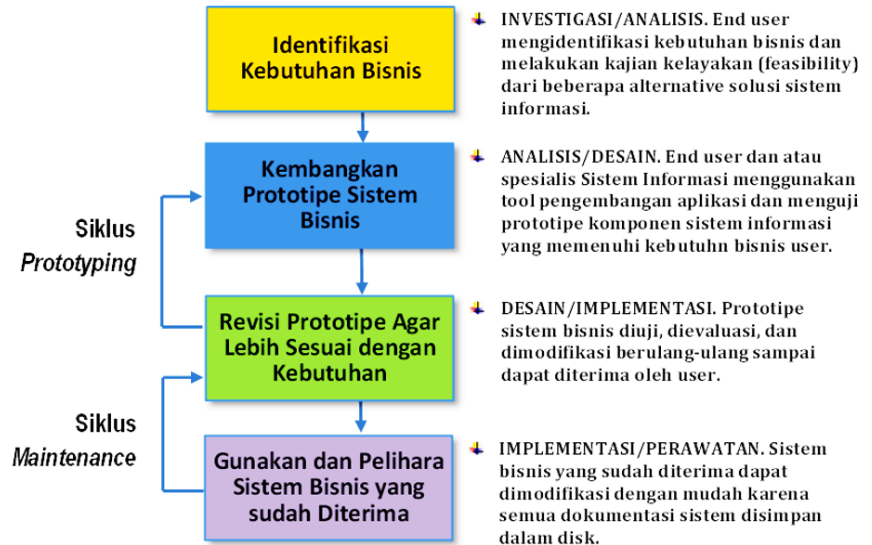 Identifikasi
Kebutuhan Bisnis
INVESTIGASI/ANALISIS. End user
mengidentifikasi kebutuhan bisnis dan
melakukan kajian kelayakan (feasibility)
dari beberapa alternative solusi sistem
informasi.
Kembangkan
Prototipe Sistem
Bisnis
ANALISIS/DESAIN. End user dan atau
spesialis Sistem Informasi menggunakan
tool pengembangan aplikasi dan menguji
prototipe komponen sistem informasi
yang memenuhi kebutuhn bisnis user.
Siklus
Prototyping
Revisi Prototipe Agar
Lebih Sesuai dengan
Kebutuhan
DESAIN/IMPLEMENTASI. Prototipe
sistem bisnis diuji, dievaluasi, dan
dimodifikasi berulang-ulang sampai
dapat diterima oleh user.
Siklus
Maintenance
Gunakan dan Pelihara
Sistem Bisnis yang
sudah Diterima
IMPLEMENTASI/PERAWATAN. Sistem
bisnis yang sudah diterima dapat
dimodifikasi dengan mudah karena
semua dokumentasi sistem disimpan
dalam disk.